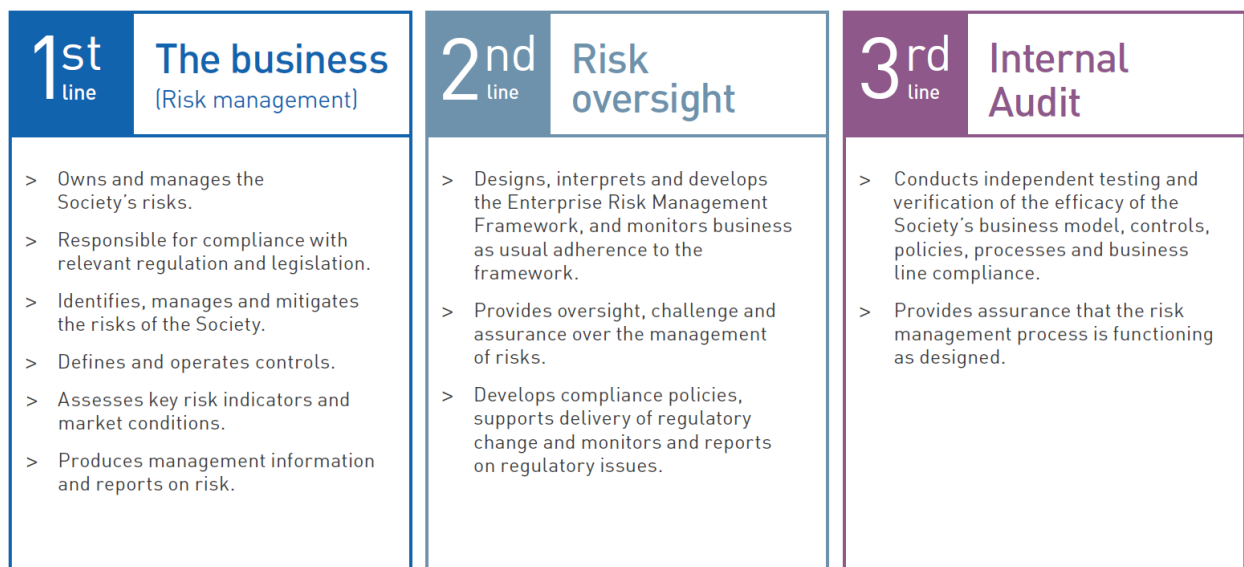 1st
line
The business
(Risk management)
> Owns and manages the
Society's risks.
> Responsible for compliance with
relevant regulation and legislation.
> Identifies, manages and mitigates
the risks of the Society.
> Defines and operates controls.
> Assesses key risk indicators and
market conditions.
> Produces management information
and reports on risk.
2nd
line
Risk
oversight
> Designs, interprets and develops
the Enterprise Risk Management
Framework, and monitors business
as usual adherence to the
framework.
> Provides oversight, challenge and
assurance over the management
of risks.
> Develops compliance policies,
supports delivery of regulatory
change and monitors and reports
on regulatory issues.
3rd
line
Internal
Audit
> Conducts independent testing and
verification of the efficacy of the
Society's business model, controls,
policies, processes and business
line compliance.
> Provides assurance that the risk
management process is functioning
as designed.